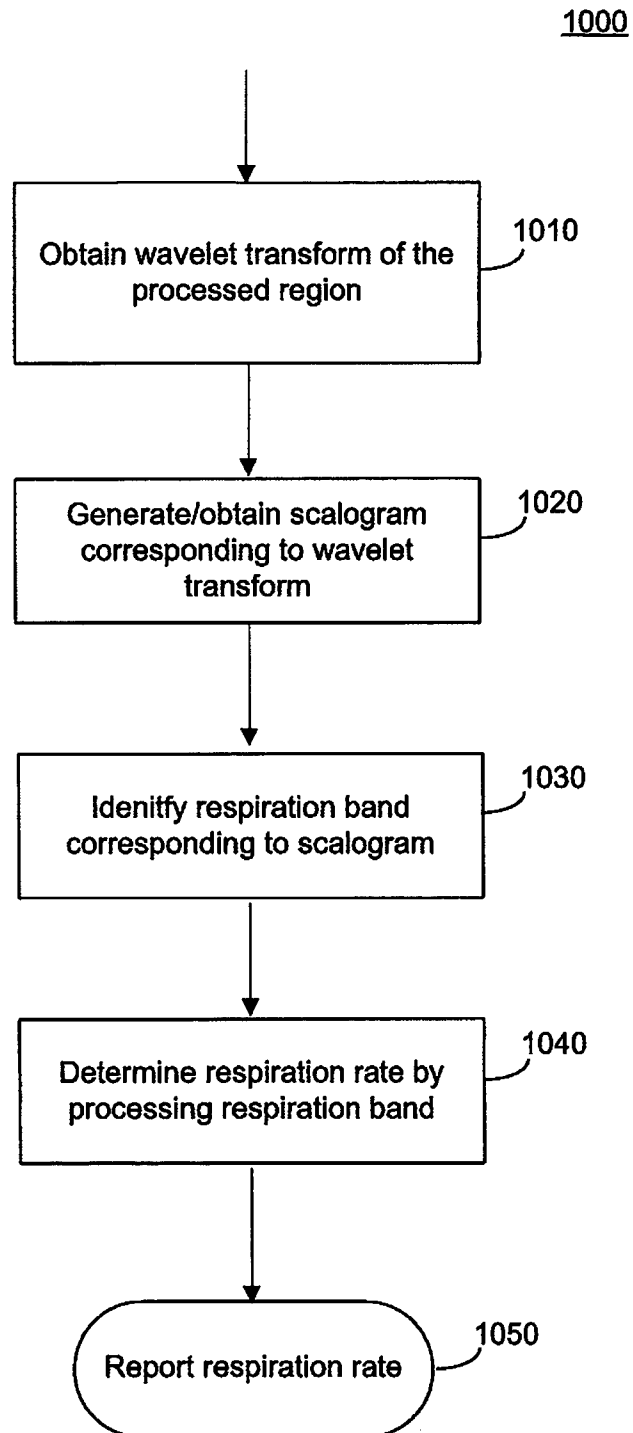 1000
Obtain wavelet transform of the
processed region
1010
Generate/obtain scalogram
corresponding to wavelet
transform
1020
Idenitfy respiration band
corresponding to scalogram
1030
Determine respiration rate by
processing respiration band
1040
Report respiration rate
1050